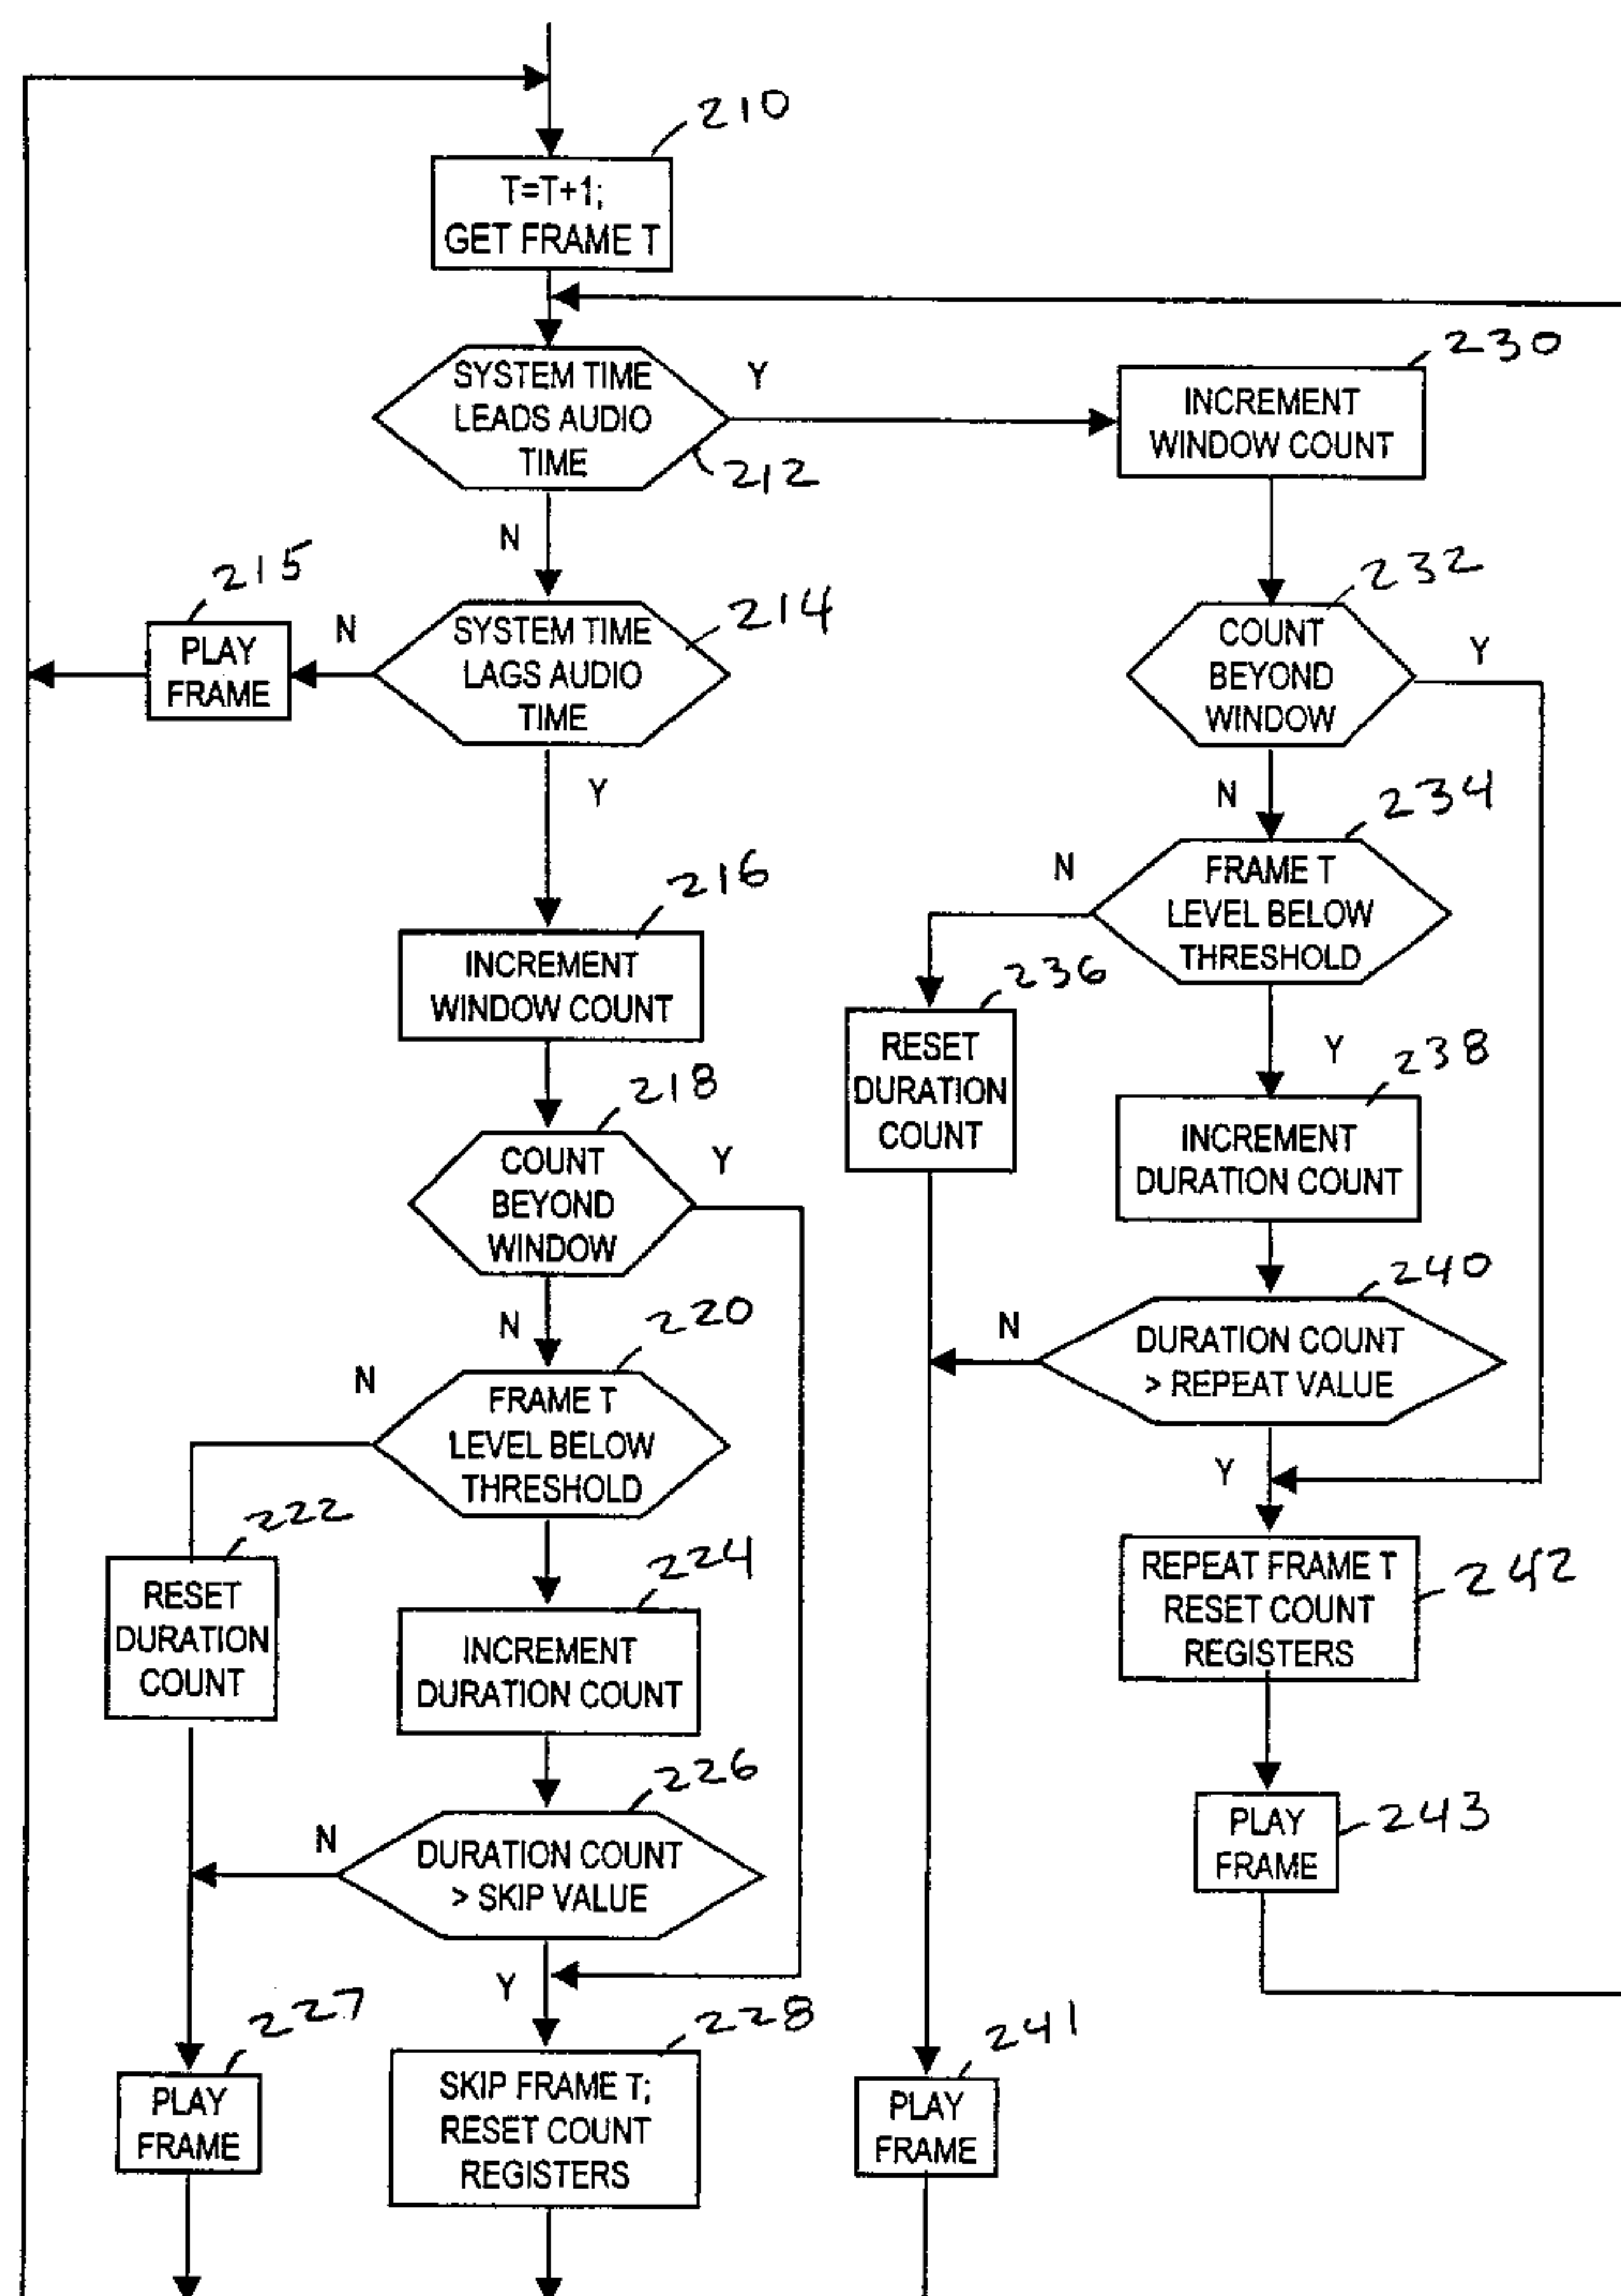 210
T=T+1;
GET FRAME T
SYSTEM TIME
LEADS AUDIO
TIME
Y
212
N
230
INCREMENT
WINDOW COUNT
215
PLAY
FRAME
N
SYSTEM TIME
LAGS AUDIO
TIME
214
Y
232
COUNT
BEYOND
WINDOW
Y
N
234
FRAME T
LEVEL BELOW
THRESHOLD
N
Y
216
INCREMENT
WINDOW COUNT
236
RESET
DURATION
COUNT
238
INCREMENT
DURATION COUNT
218
COUNT
BEYOND
WINDOW
Y
N
240
DURATION COUNT
> REPEAT VALUE
N
Y
220
FRAME T
LEVEL BELOW
THRESHOLD
N
222
RESET
DURATION
COUNT
224
INCREMENT
DURATION COUNT
242
REPEAT FRAME T
RESET COUNT
REGISTERS
226
DURATION COUNT
> SKIP VALUE
N
Y
243
PLAY
FRAME
227
PLAY
FRAME
228
SKIP FRAME T;
RESET COUNT
REGISTERS
241
PLAY
FRAME